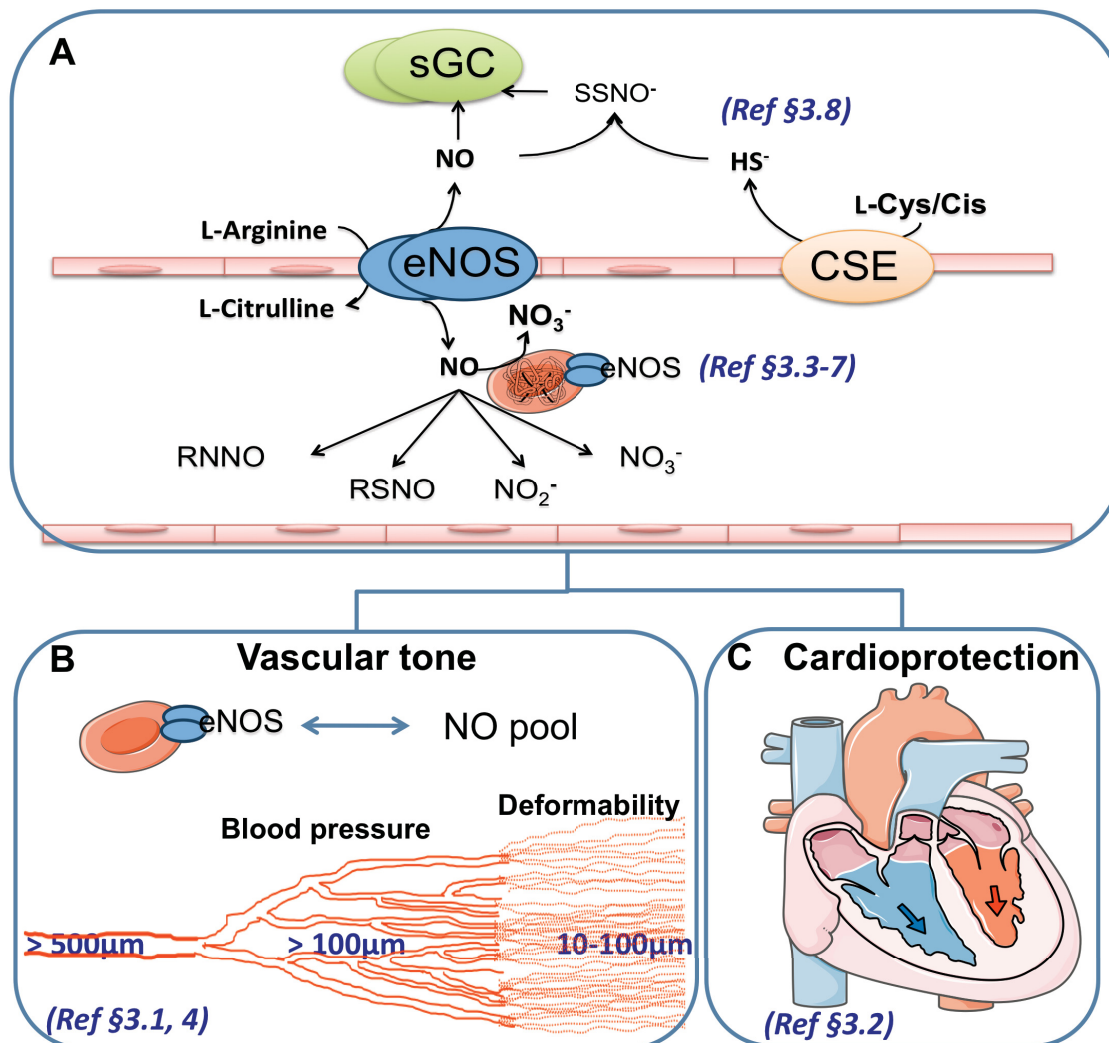 A
sGC
SSNO⁻
(Ref §3.8)
NO
HS⁻
L-Cys/Cis
L-Arginine
eNOS
CSE
L-Citrulline
NO₃⁻
NO
eNOS
(Ref §3.3-7)
RNNO
RSNO
NO₂⁻
NO₃⁻
B
Vascular tone
eNOS
NO pool
Deformability
Blood pressure
> 500µm
> 100µm
10-100µm
(Ref §3.1, 4)
C
Cardioprotection
(Ref §3.2)